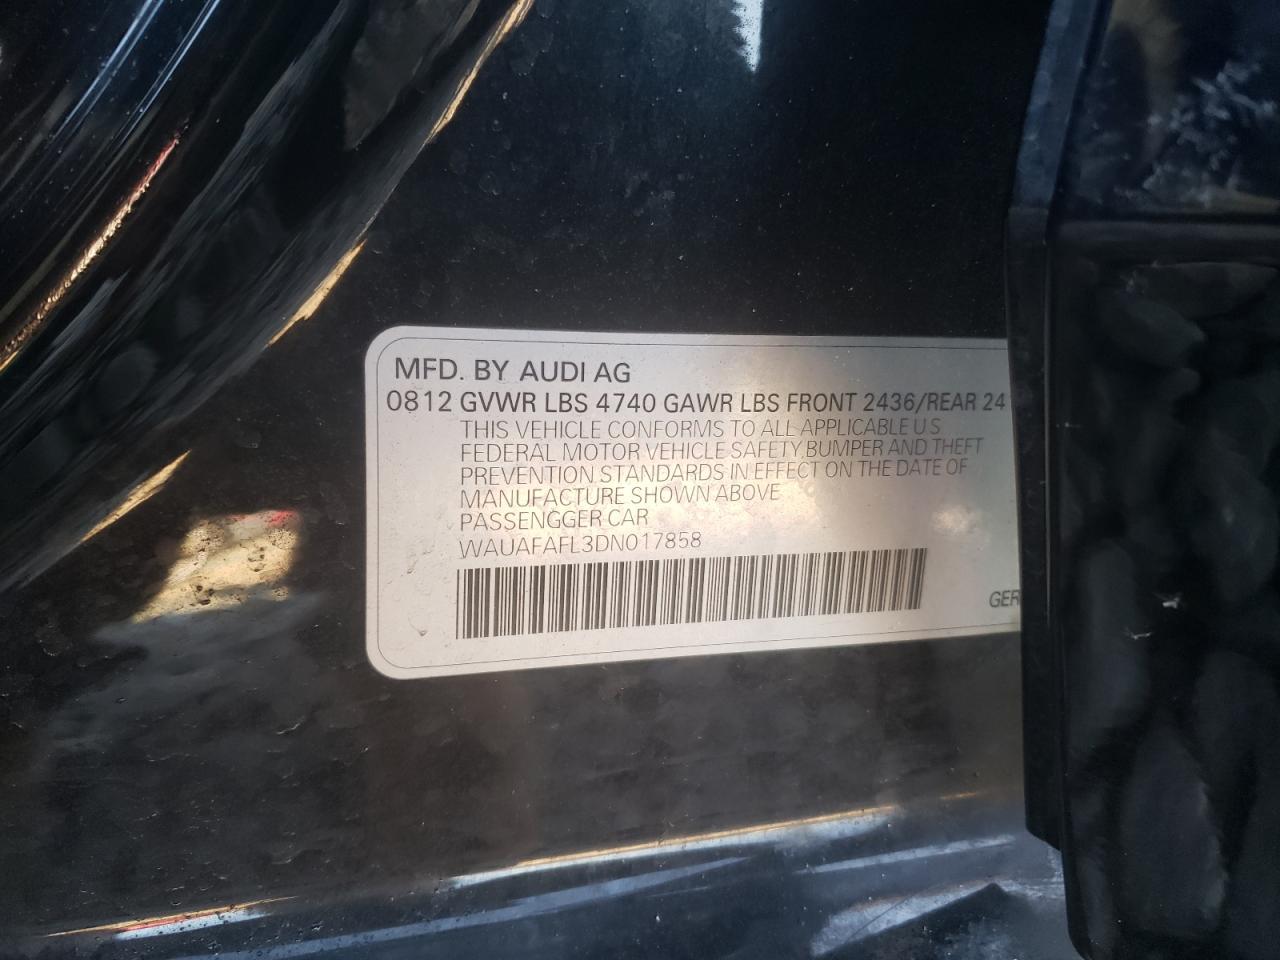 MFD. BY AUDI AG
0812 GVWR LBS 4740 GAWR LBS FRONT 2436/REAR 24
THIS VEHICLE CONFORMS TO ALL APPLICABLE U S
FEDERAL MOTOR VEHICLE SAFETY, BUMPER AND THEFT
PREVENTION STANDARDS IN EFFECT ON THE DATE OF
MANUFACTURE SHOWN ABOVE
PASSENGGER CAR
WAUAFAFL3DN017858
GER